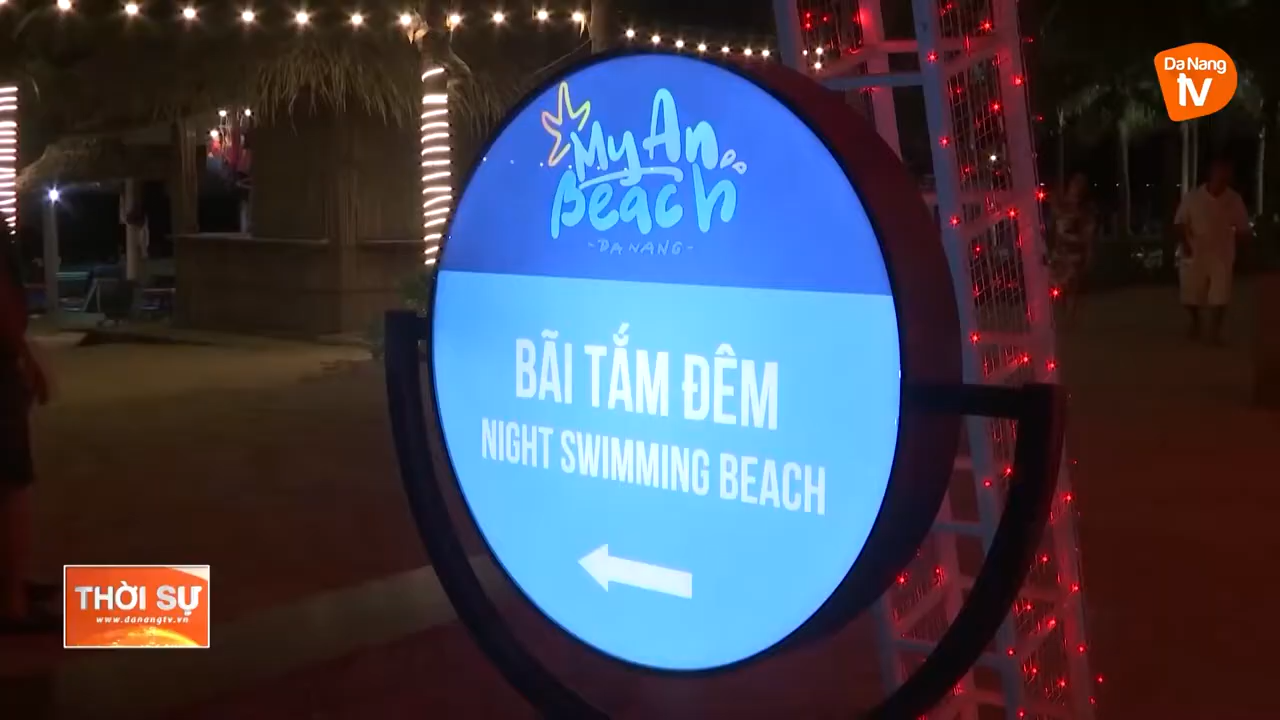 Da Nang
tv
My An
Beach
-DA NANG-
BÃI TẮM ĐÊM
NIGHT SWIMMING BEACH
THỜI SỰ
www.danangtv.vn